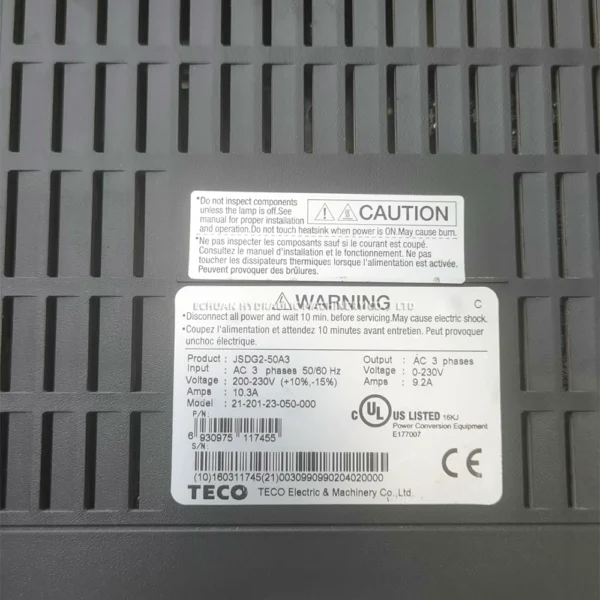 •Do not inspect components
unless the lamp is off.See
manual for proper installation
and operation.Do not touch heatsink when power is ON.May cause burn.
CAUTION
•Ne pas inspecter les composants sauf si le courant est coupé.
Consultez le manuel d'installation et le fonctionnement. Ne pas
toucher les dissipateurs thermiques lorsque l'alimentation est activée.
Peuvent provoquer des brûlures.
WARNING
C
•Disconnect all power and wait 10 min. before servicing.May cause electric shock.
•Coupez l'alimentation et attendez 10 minutes avant entretien. Peut provoquer
un choc électrique.
Product : JSDG2-50A3
Input : AC 3 phases 50/60 Hz
Voltage : 200-230V (+10%,-15%)
Amps : 10.3A
Model : 21-201-23-050-000
Output : AC 3 phases
Voltage : 0-230V
Amps : 9.2A
P/N:
6 930975 117455
S/N:
(10)160311745(21)0030990990204020000
C UL US LISTED 16KJ
Power Conversion Equipment
E177007
CE
TECO TECO Electric & Machinery Co.,Ltd.